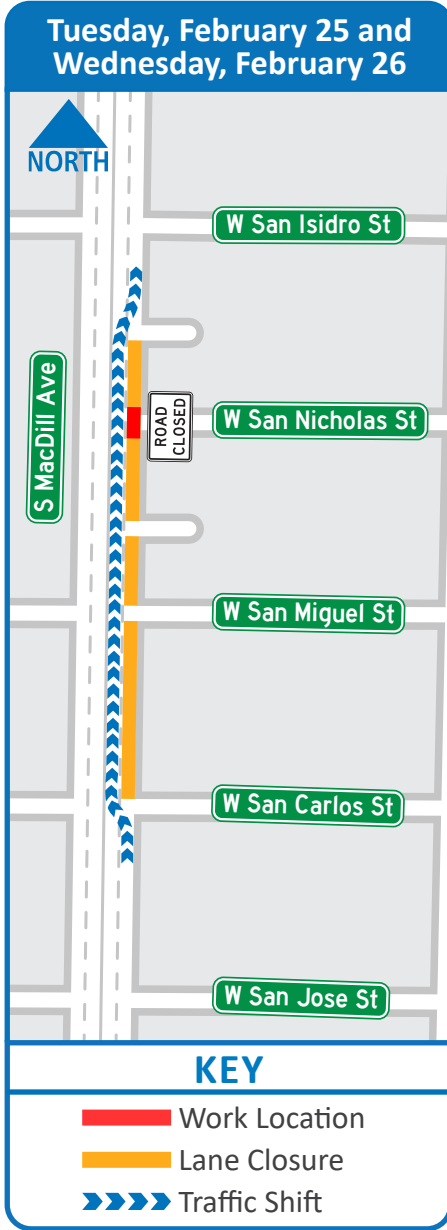 Tuesday, February 25 and
Wednesday, February 26
NORTH
W San Isidro St
S MacDill Ave
ROAD
CLOSED
W San Nicholas St
W San Miguel St
W San Carlos St
W San Jose St
KEY
Work Location
Lane Closure
Traffic Shift